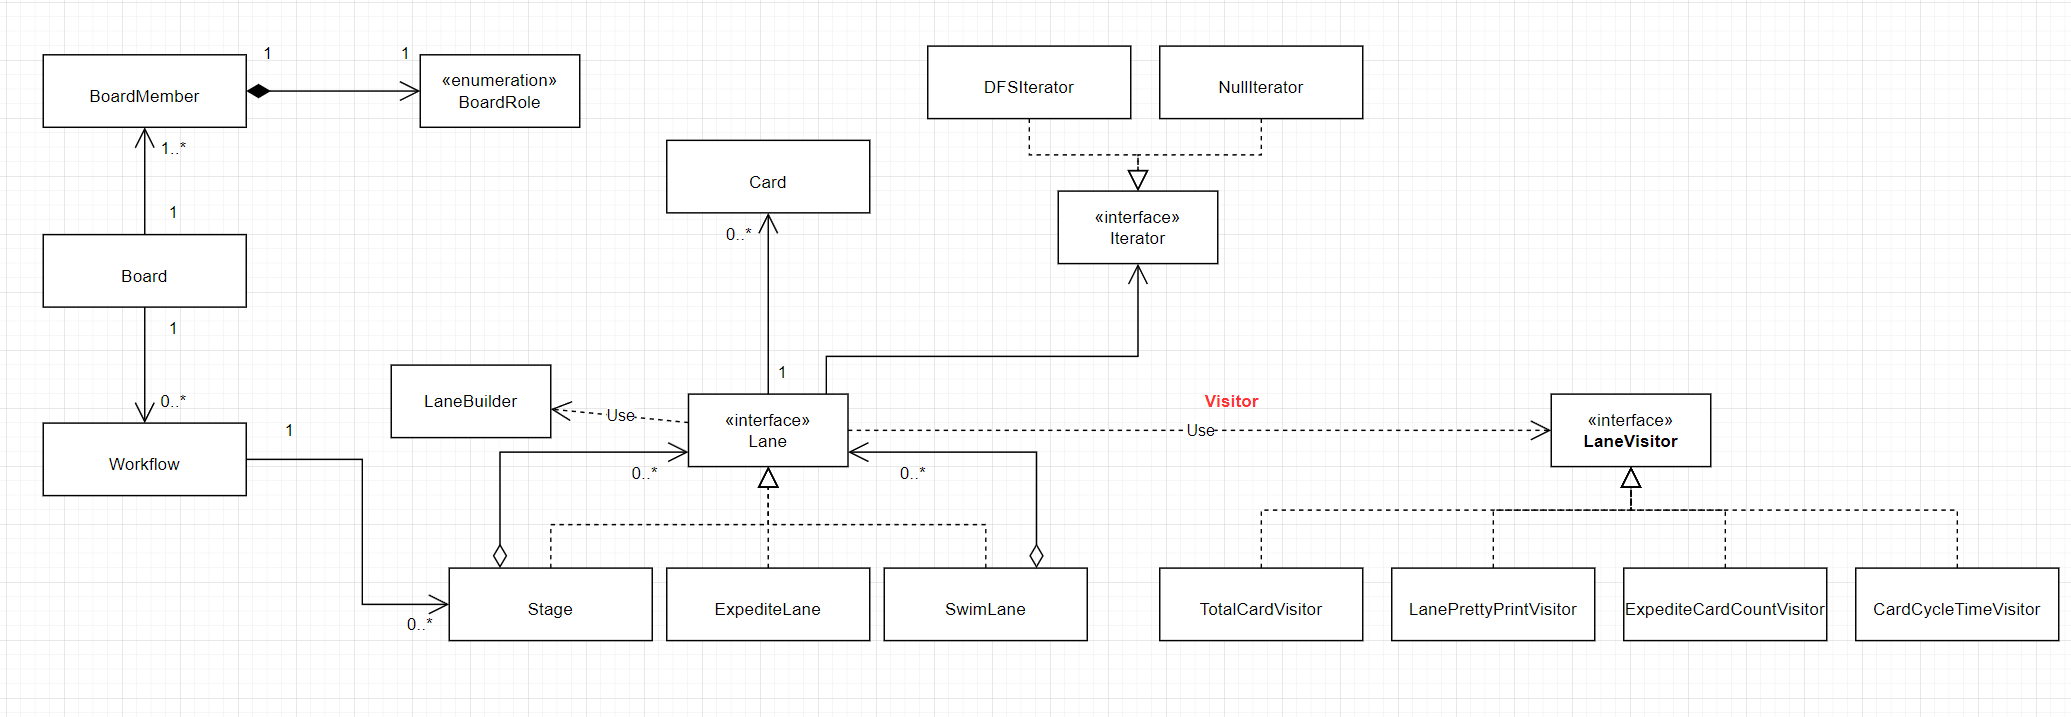 1
1
BoardMember
«enumeration»
BoardRole
DFSIterator
NullIterator
1..*
Card
1
«interface»
Iterator
0..*
Board
1
1
0..*
LaneBuilder
Use
«interface»
Lane
Visitor
Use
«interface»
LaneVisitor
1
Workflow
0..*
0..*
0..*
Stage
ExpediteLane
SwimLane
TotalCardVisitor
LanePrettyPrintVisitor
ExpediteCardCountVisitor
CardCycleTimeVisitor